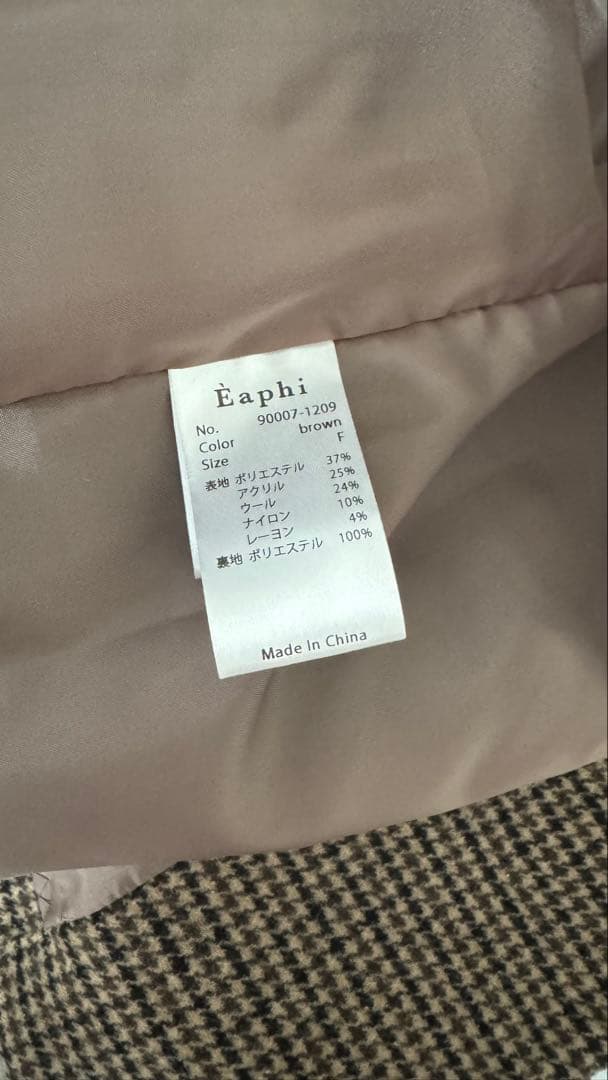 Èaphi
No. 90007-1209
Color brown
Size F
表地 ポリエステル 37%
アクリル 25%
ウール 24%
ナイロン 10%
レーヨン 4%
裏地 ポリエステル 100%
Made In China